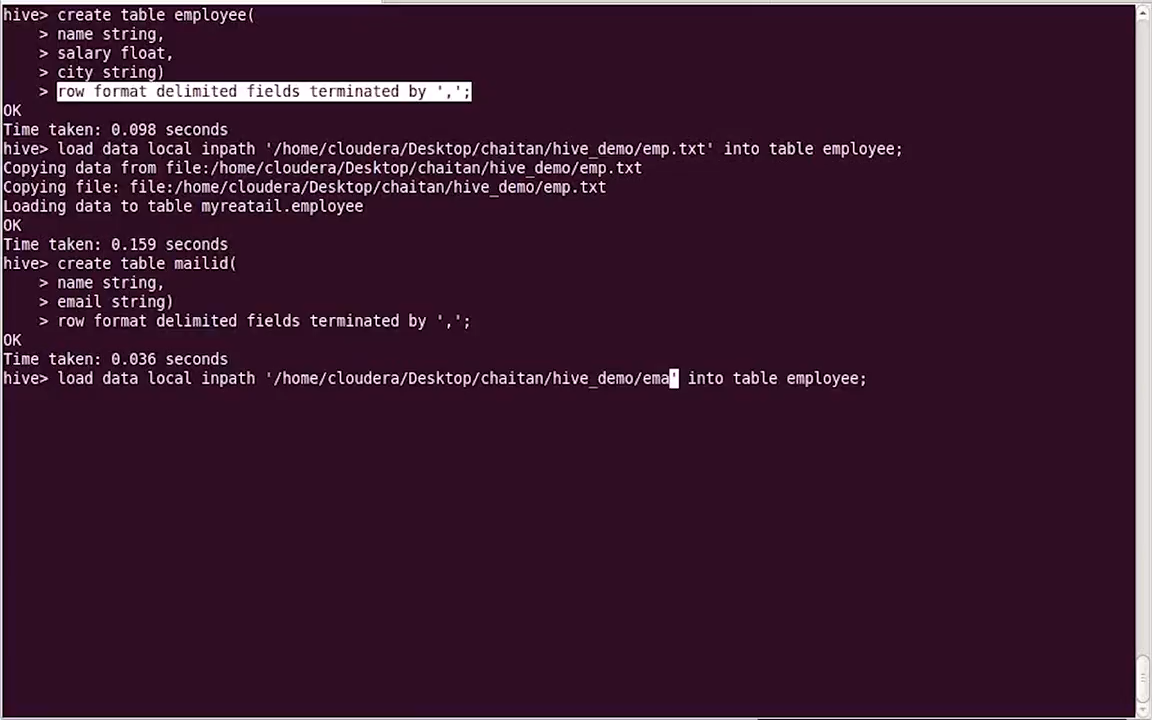 hive> create table employee(
    > name string,
    > salary float,
    > city string)
    > row format delimited fields terminated by ',';
OK
Time taken: 0.098 seconds
hive> load data local inpath '/home/cloudera/Desktop/chaitan/hive_demo/emp.txt' into table employee;
Copying data from file:/home/cloudera/Desktop/chaitan/hive_demo/emp.txt
Copying file: file:/home/cloudera/Desktop/chaitan/hive_demo/emp.txt
Loading data to table myreatail.employee
OK
Time taken: 0.159 seconds
hive> create table mailid(
    > name string,
    > email string)
    > row format delimited fields terminated by ',';
OK
Time taken: 0.036 seconds
hive> load data local inpath '/home/cloudera/Desktop/chaitan/hive_demo/ema' into table employee;